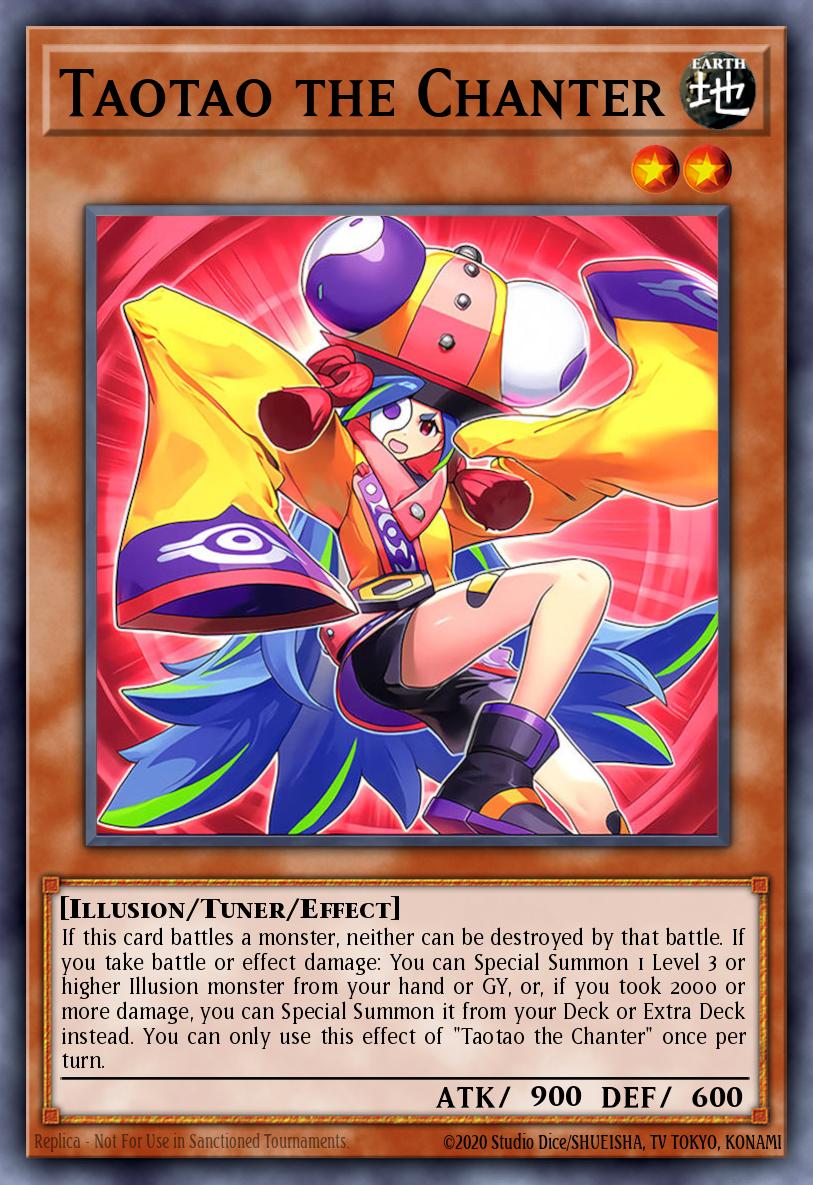 Taotao the Chanter
EARTH
地
[Illusion/Tuner/Effect]
If this card battles a monster, neither can be destroyed by that battle. If
you take battle or effect damage: You can Special Summon 1 Level 3 or
higher Illusion monster from your hand or GY, or, if you took 2000 or
more damage, you can Special Summon it from your Deck or Extra Deck
instead. You can only use this effect of "Taotao the Chanter" once per
turn.
ATK/ 900 DEF/ 600
Replica - Not For Use in Sanctioned Tournaments.
©2020 Studio Dice/SHUEISHA, TV TOKYO, KONAMI